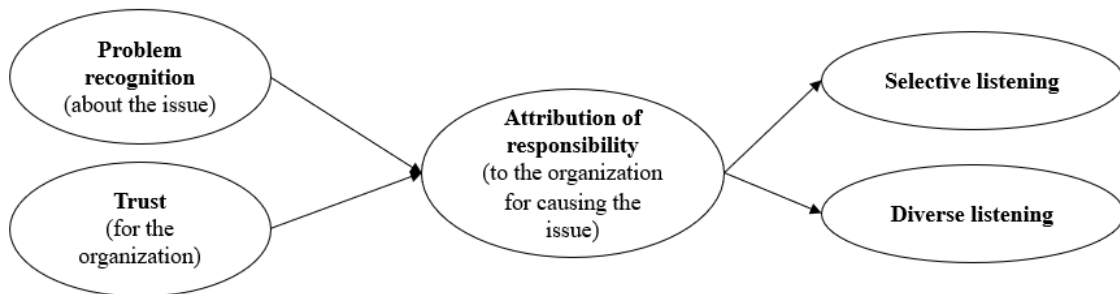 Problem
recognition
(about the issue)
Trust
(for the
organization)
Attribution of
responsibility
(to the organization
for causing the
issue)
Selective listening
Diverse listening